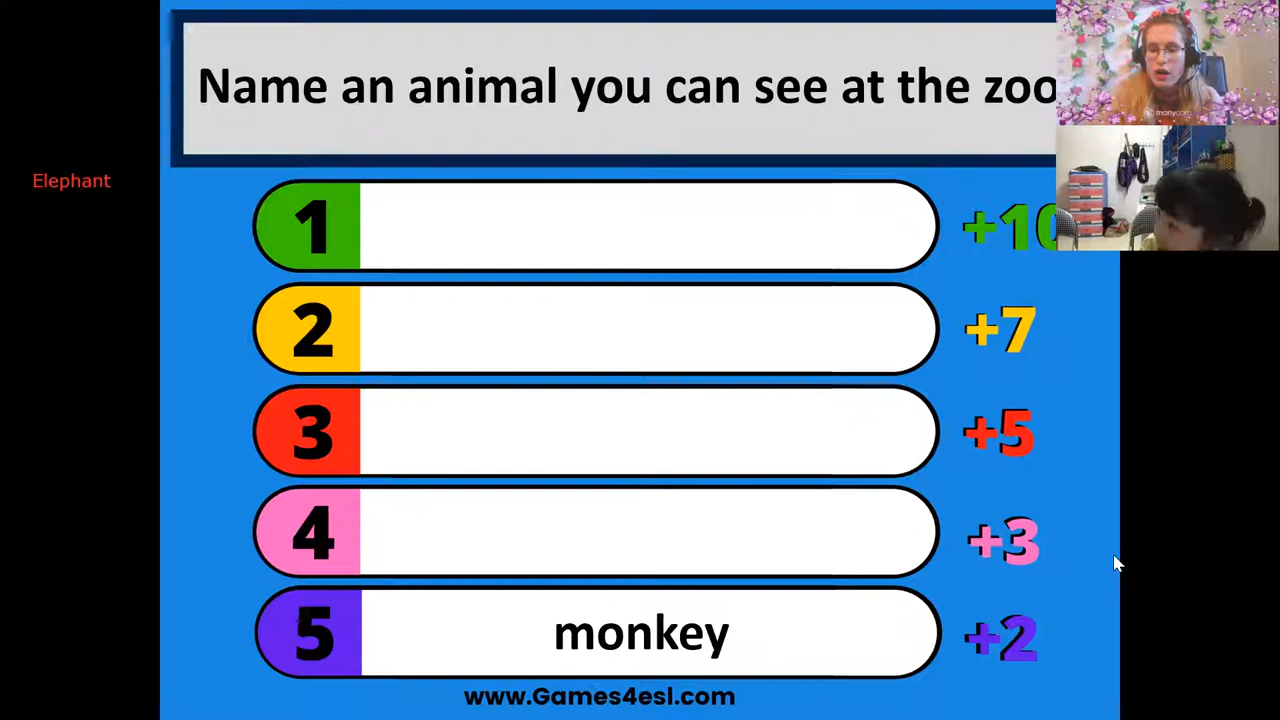 Name an animal you can see at the zoo
Elephant
1
+10
2
+7
3
+5
4
+3
5 monkey
+2
www.Games4esl.com
manycam